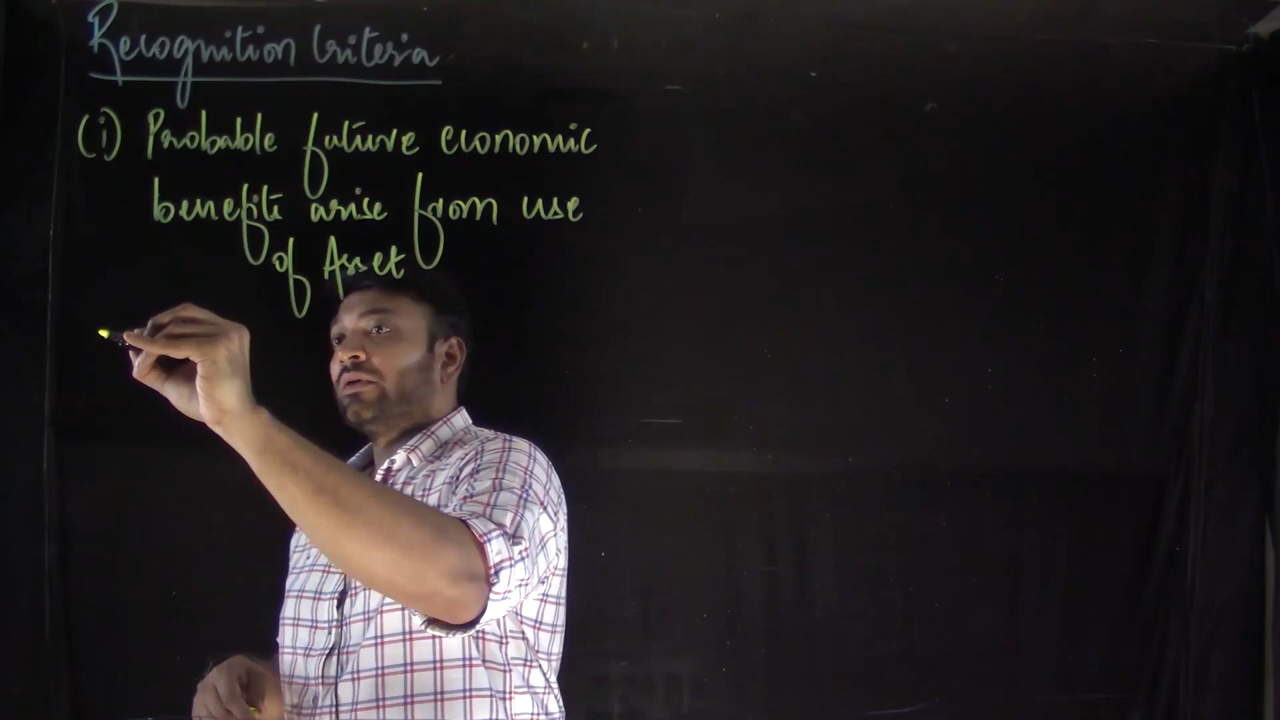 Recognition Criteria
(i) Probable future economic
benefits arise from use
of Asset